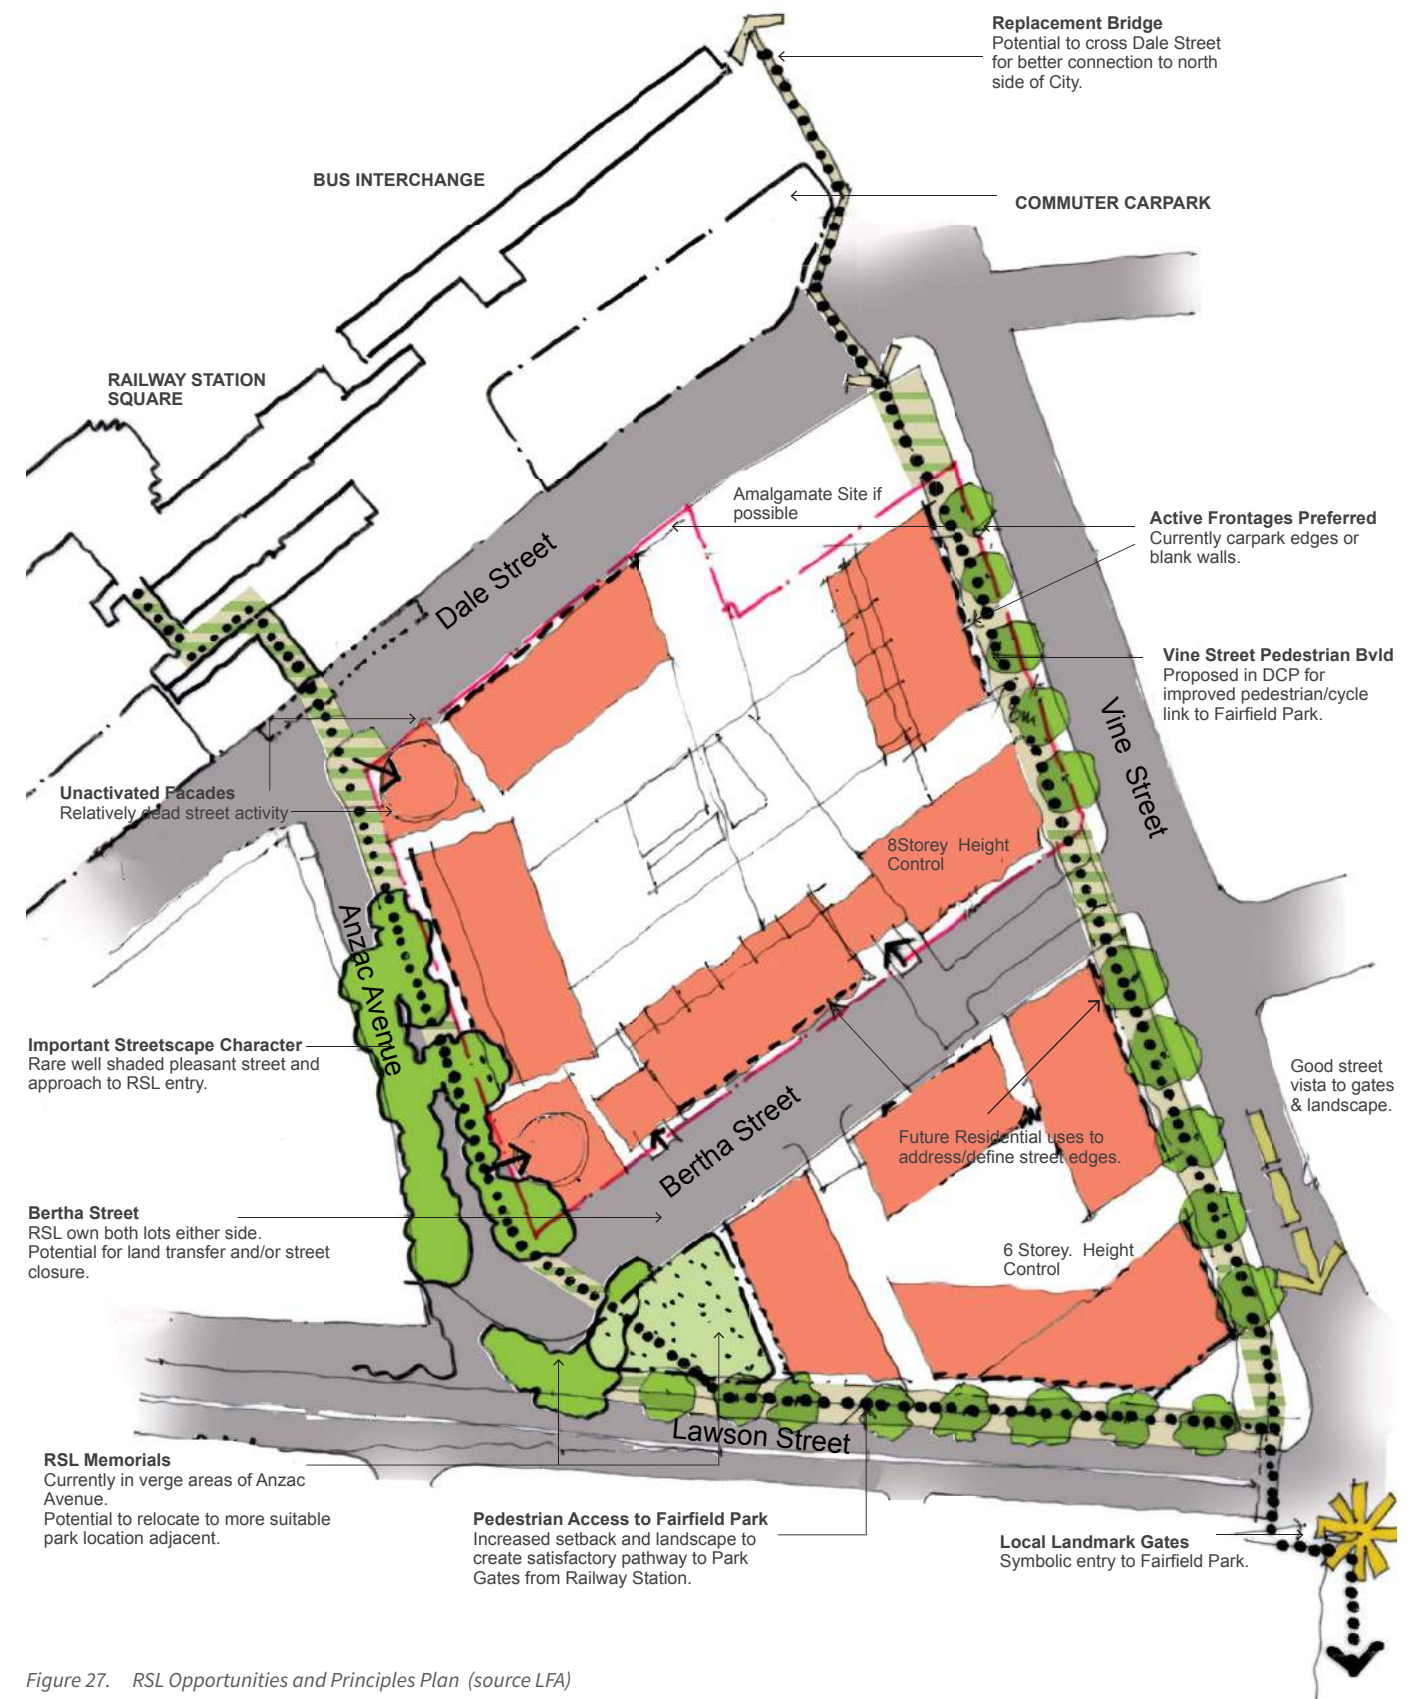 Replacement Bridge
Potential to cross Dale Street
for better connection to north
side of City.
BUS INTERCHANGE
COMMUTER CARPARK
RAILWAY STATION
SQUARE
Amalgamate Site if
possible
Dale Street
Active Frontages Preferred
Currently carpark edges or
blank walls.
Vine Street Pedestrian Bvld
Proposed in DCP for
improved pedestrian/cycle
link to Fairfield Park.
8m
Vine Street
Unactivated Facades
Relatively dead street activity
8Storey Height
Control
Anzac Avenue
Important Streetscape Character
Rare well shaded pleasant street and
approach to RSL entry.
Good street
vista to gates
& landscape.
Bertha Street
Future Residential uses to
address/define street edges.
Bertha Street
RSL own both lots either side.
Potential for land transfer and/or street
closure.
6 Storey. Height
Control
Lawson Street
RSL Memorials
Currently in verge areas of Anzac
Avenue.
Potential to relocate to more suitable
park location adjacent.
Pedestrian Access to Fairfield Park
Increased setback and landscape to
create satisfactory pathway to Park
Gates from Railway Station.
Local Landmark Gates
Symbolic entry to Fairfield Park.
Figure 27. RSL Opportunities and Principles Plan (source LFA)